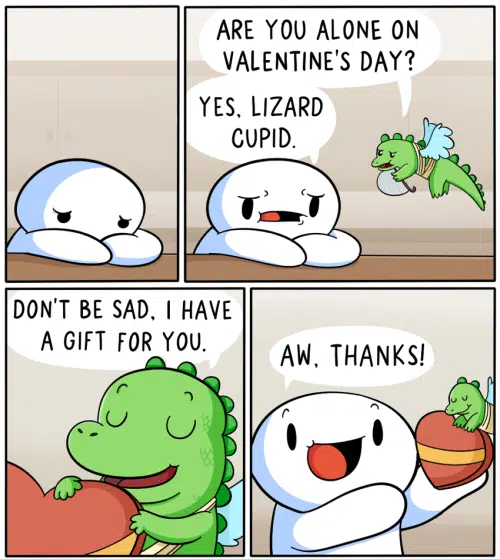 ARE YOU ALONE ON
VALENTINE'S DAY?
YES, LIZARD
CUPID.
DON'T BE SAD, I HAVE
A GIFT FOR YOU.
AW, THANKS!